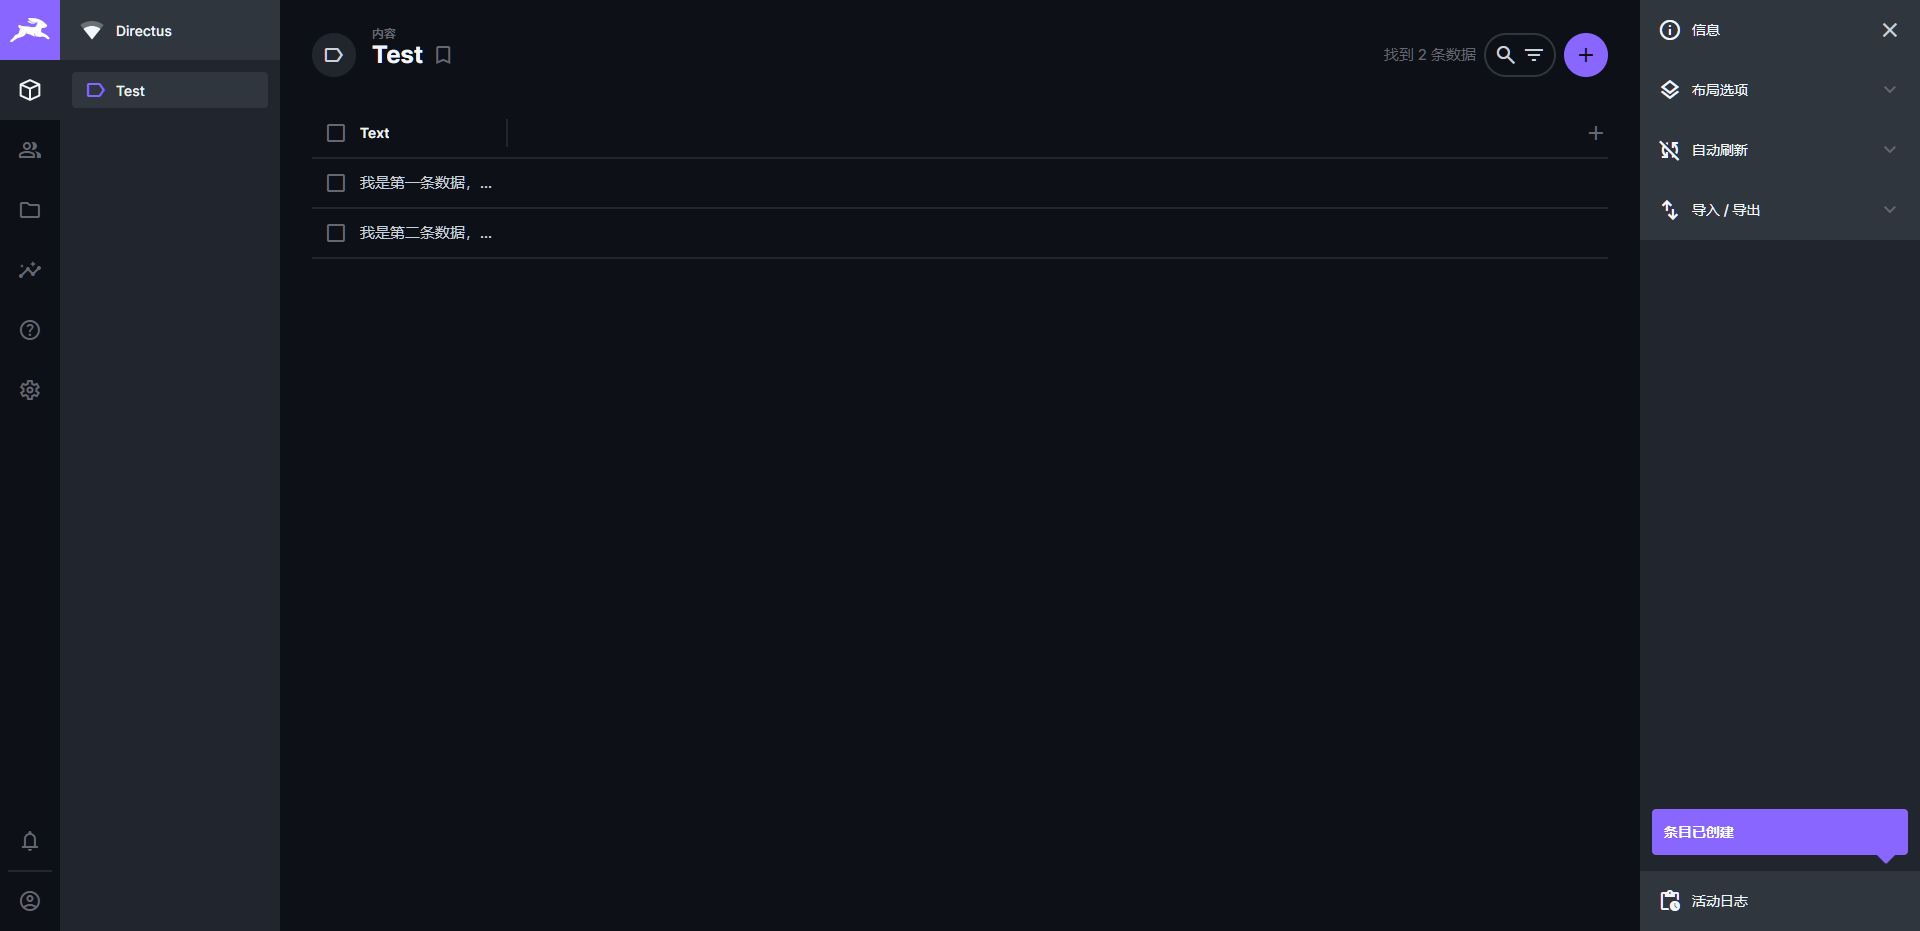 Directus
Test
内容
Test
找到 2 条数据
Text
我是第一条数据，...
我是第二条数据，...
信息
布局选项
自动刷新
导入 / 导出
条目已创建
活动日志